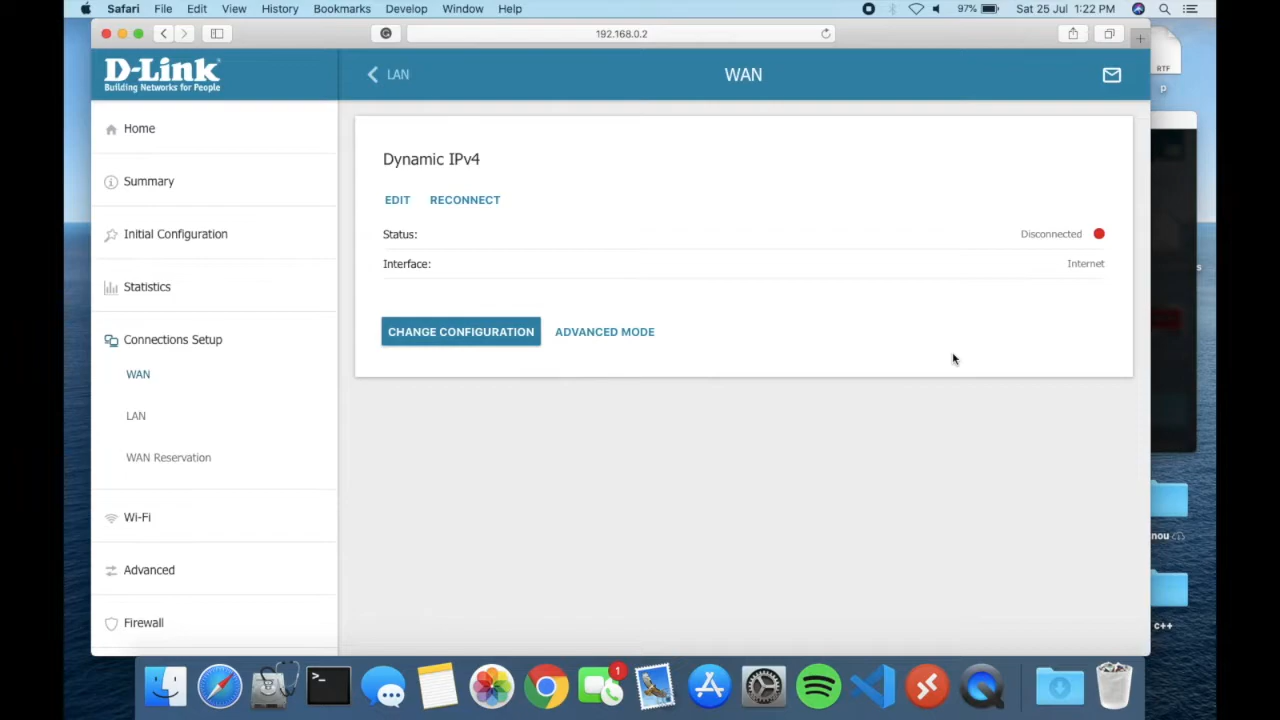 Safari File Edit View History Bookmarks Develop Window Help 97% Sat 25 Jul 1:22 PM
192.168.0.2
D-Link
Building Networks for People
LAN
WAN
Home
Summary
Initial Configuration
Statistics
Connections Setup
WAN
LAN
WAN Reservation
Wi-Fi
Advanced
Firewall
Dynamic IPv4
EDIT RECONNECT
Status: Disconnected
Interface: Internet
CHANGE CONFIGURATION ADVANCED MODE
RTF
p
s
nou
c++
1